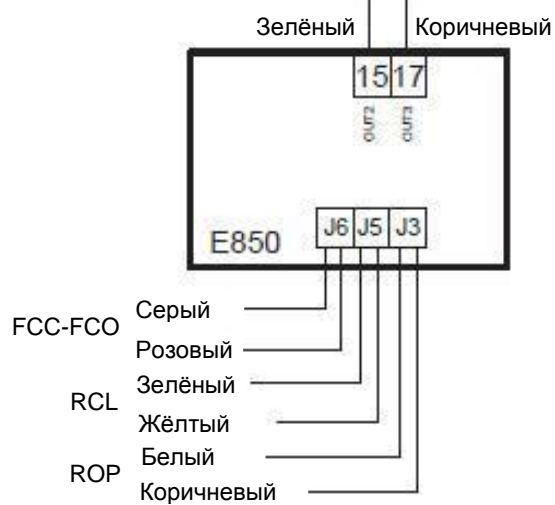 Зелёный Коричневый
15 17
OUT2 OUT3
J6 J5 J3
E850
Серый
FCC-FCO
Розовый
Зелёный
RCL
Жёлтый
Белый
ROP
Коричневый